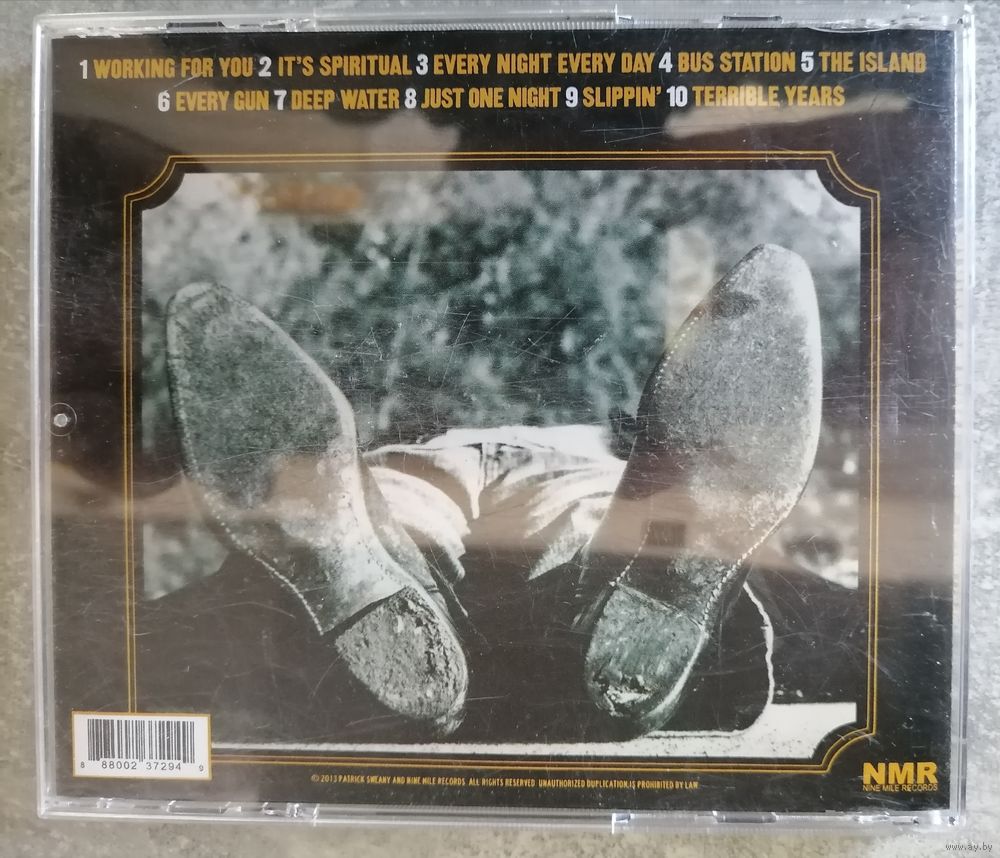 1 WORKING FOR YOU 2 IT'S SPIRITUAL 3 EVERY NIGHT EVERY DAY 4 BUS STATION 5 THE ISLAND
6 EVERY GUN 7 DEEP WATER 8 JUST ONE NIGHT 9 SLIPPIN' 10 TERRIBLE YEARS
8 88002 37294 9
© 2013 PATRICK SWEANY AND NINE MILE RECORDS. ALL RIGHTS RESERVED. UNAUTHORIZED DUPLICATION IS PROHIBITED BY LAW.
NMR
NINE MILE RECORDS
www.ay.by